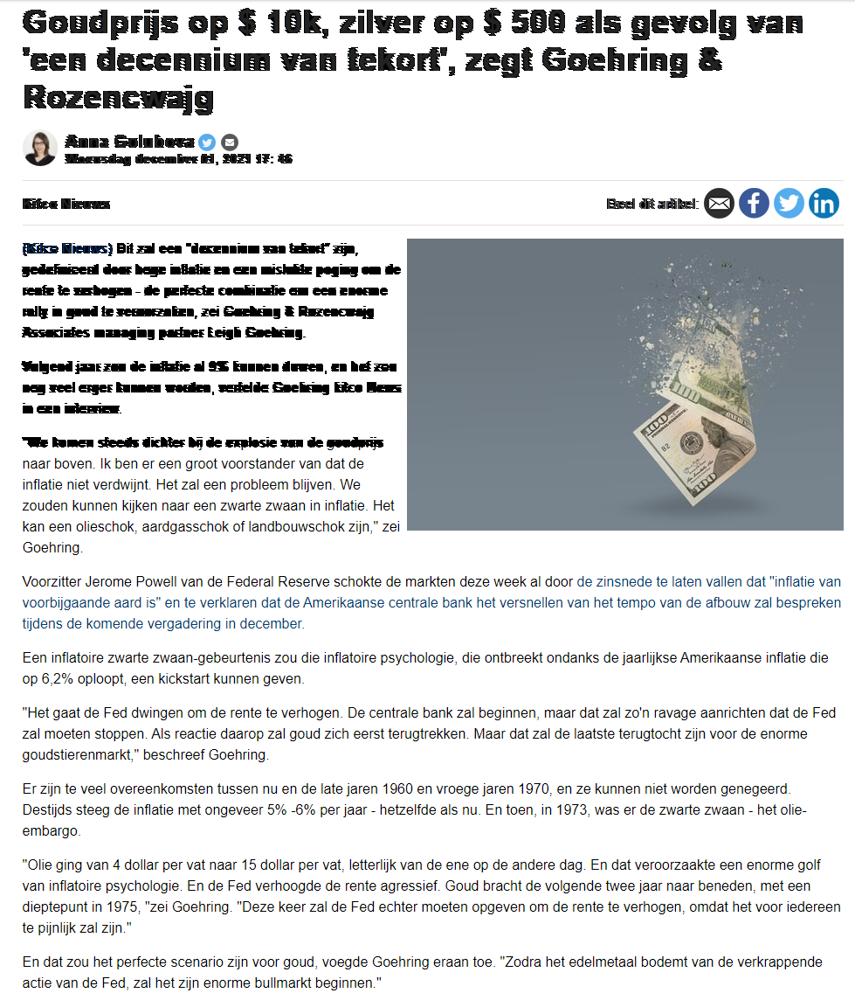 Goudprijs op $ 10k, zilver op $ 500 als gevolg van
'een decennium van tekort', zegt Goehring &
Rozencwajg
Anna Golubova
Woensdag december 01, 2021 17: 46
Kitco Nieuws
Deel dit artikel:
(Kitco Nieuws) Dit zal een "decennium van tekort" zijn,
gedefinieerd door hoge inflatie en een mislukte poging om de
rente te verhogen - de perfecte combinatie om een enorme
rally in goud te veroorzaken, zei Goehring & Rozencwajg
Associates managing partner Leigh Goehring.
Volgend jaar zou de inflatie al 9% kunnen duwen, en het zou
nog veel erger kunnen worden, vertelde Goehring kitco News
in een interview.
"We komen steeds dichter bij de explosie van de goudprijs
naar boven. Ik ben er een groot voorstander van dat de
inflatie niet verdwijnt. Het zal een probleem blijven. We
zouden kunnen kijken naar een zwarte zwaan in inflatie. Het
kan een olieschok, aardgasschok of landbouwschok zijn," zei
Goehring.
Voorzitter Jerome Powell van de Federal Reserve schokte de markten deze week al door de zinsnede te laten vallen dat "inflatie van
voorbijgaande aard is" en te verklaren dat de Amerikaanse centrale bank het versnellen van het tempo van de afbouw zal bespreken
tijdens de komende vergadering in december.
Een inflatoire zwarte zwaan-gebeurtenis zou die inflatoire psychologie, die ontbreekt ondanks de jaarlijkse Amerikaanse inflatie die
op 6,2% oploopt, een kickstart kunnen geven.
"Het gaat de Fed dwingen om de rente te verhogen. De centrale bank zal beginnen, maar dat zal zo'n ravage aanrichten dat de Fed
zal moeten stoppen. Als reactie daarop zal goud zich eerst terugtrekken. Maar dat zal de laatste terugtocht zijn voor de enorme
goudstierenmarkt," beschreef Goehring.
Er zijn te veel overeenkomsten tussen nu en de late jaren 1960 en vroege jaren 1970, en ze kunnen niet worden genegeerd.
Destijds steeg de inflatie met ongeveer 5% -6% per jaar - hetzelfde als nu. En toen, in 1973, was er de zwarte zwaan - het olie-
embargo.
"Olie ging van 4 dollar per vat naar 15 dollar per vat, letterlijk van de ene op de andere dag. En dat veroorzaakte een enorme golf
van inflatoire psychologie. En de Fed verhoogde de rente agressief. Goud bracht de volgende twee jaar naar beneden, met een
dieptepunt in 1975, "zei Goehring. "Deze keer zal de Fed echter moeten opgeven om de rente te verhogen, omdat het voor iedereen
te pijnlijk zal zijn."
En dat zou het perfecte scenario zijn voor goud, voegde Goehring eraan toe. "Zodra het edelmetaal bodemt van de verkrappende
actie van de Fed, zal het zijn enorme bullmarkt beginnen."